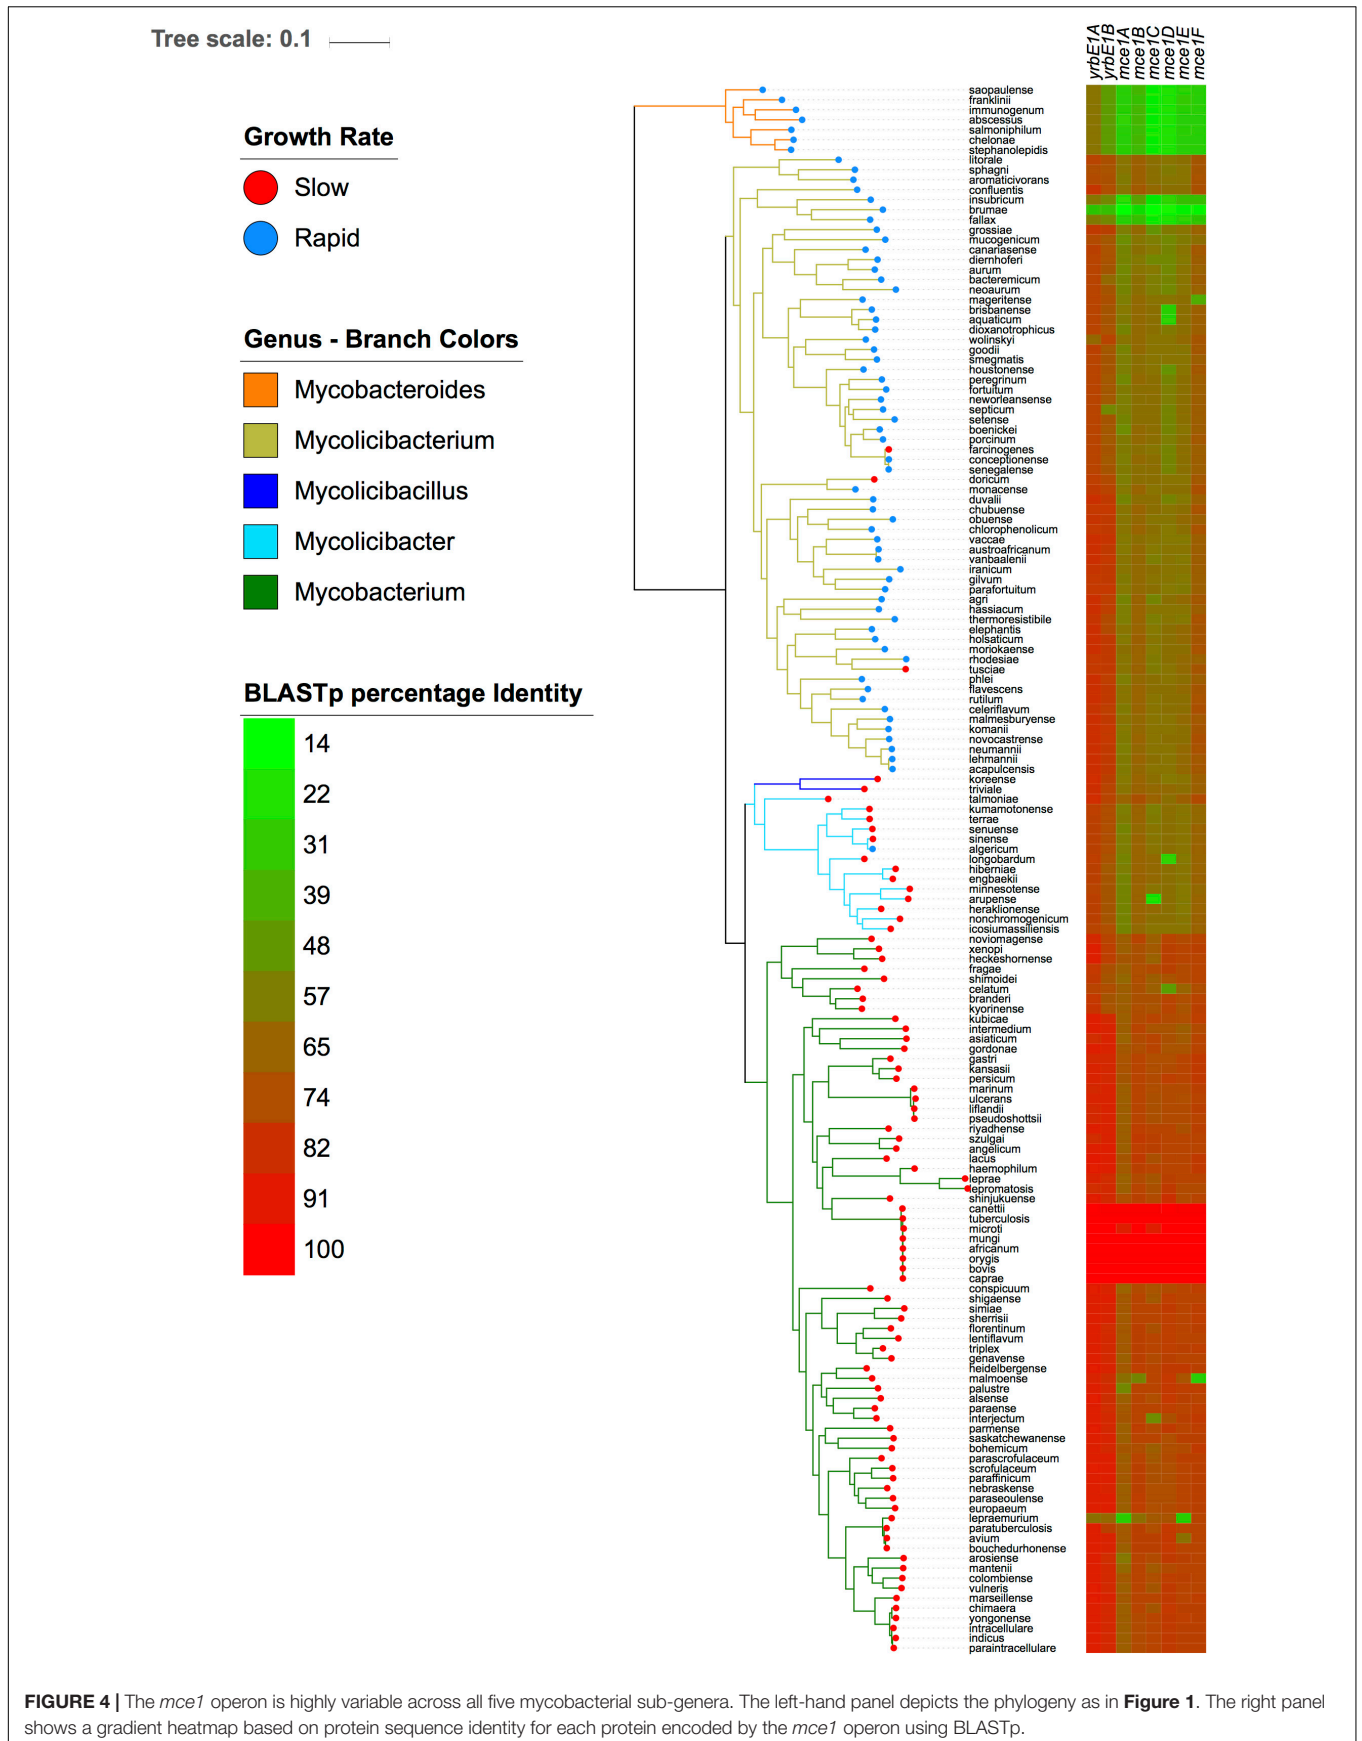 Tree scale: 0.1
Growth Rate
Slow
Rapid
Genus - Branch Colors
Mycobacteroides
Mycolicibacterium
Mycolicibacillus
Mycolicibacter
Mycobacterium
BLASTp percentage Identity
14
22
31
39
48
57
65
74
82
91
100
yrbE1A
yrbE1B
mce1A
mce1B
mce1C
mce1D
mce1E
mce1F
saopaulense
franklinii
immunogenum
abscessus
salmoniphilum
chelonae
stephanolepidis
litorale
sphagni
aromaticivorans
confluentis
insubricum
brumae
fallax
grossiae
mucogenicum
canariasense
diernhoferi
aurum
bacteremicum
neoaurum
mageritense
brisbanense
aquaticum
dioxanotrophicus
wolinskyi
goodii
smegmatis
houstonense
peregrinum
fortuitum
neworleansense
septicum
setense
boenickei
porcinum
farcinogenes
conceptionense
senegalense
doricum
monacense
duvalii
chubuense
obuense
chlorophenolicum
vaccae
austroafricanum
vanbaalenii
iranicum
gilvum
parafortuitum
agri
hassiacum
thermoresistibile
elephantis
holsaticum
moriokaense
rhodesiae
tusciae
phlei
flavescens
rutilum
celeriflavum
malmesburyense
komanii
novocastrense
neumannii
lehmannii
acapulcensis
koreense
triviale
talmoniae
kumamotonense
terrae
senuense
sinense
algericum
longobardum
hiberniae
engbaekii
minnesotense
arupense
heraklionense
nonchromogenicum
icosiumassiliensis
noviomagense
xenopi
heckeshornense
fragae
shimoidei
celatum
branderi
kyorinense
kubicae
intermedium
asiaticum
gordonae
gastri
kansasii
persicum
marinum
ulcerans
liflandii
pseudoshottsii
riyadhense
szulgai
angelicum
lacus
haemophilum
leprae
lepromatosis
shinjukuense
canettii
tuberculosis
microti
mungi
africanum
orygis
bovis
caprae
conspicuum
shigaense
simiae
sherrisii
florentinum
lentiflavum
triplex
genavense
heidelbergense
malmoense
palustre
alsense
paraense
interjectum
parmense
saskatchewanense
bohemicum
parascrofulaceum
scrofulaceum
paraffinicum
nebraskense
paraseoulense
europaeum
lepraemurium
paratuberculosis
avium
bouchedurhonense
arosiense
mantenii
colombiense
vulneris
marseillense
chimaera
yongonense
intracellulare
indicus
paraintracellulare
FIGURE 4 | The mce1 operon is highly variable across all five mycobacterial sub-genera. The left-hand panel depicts the phylogeny as in Figure 1. The right panel
shows a gradient heatmap based on protein sequence identity for each protein encoded by the mce1 operon using BLASTp.